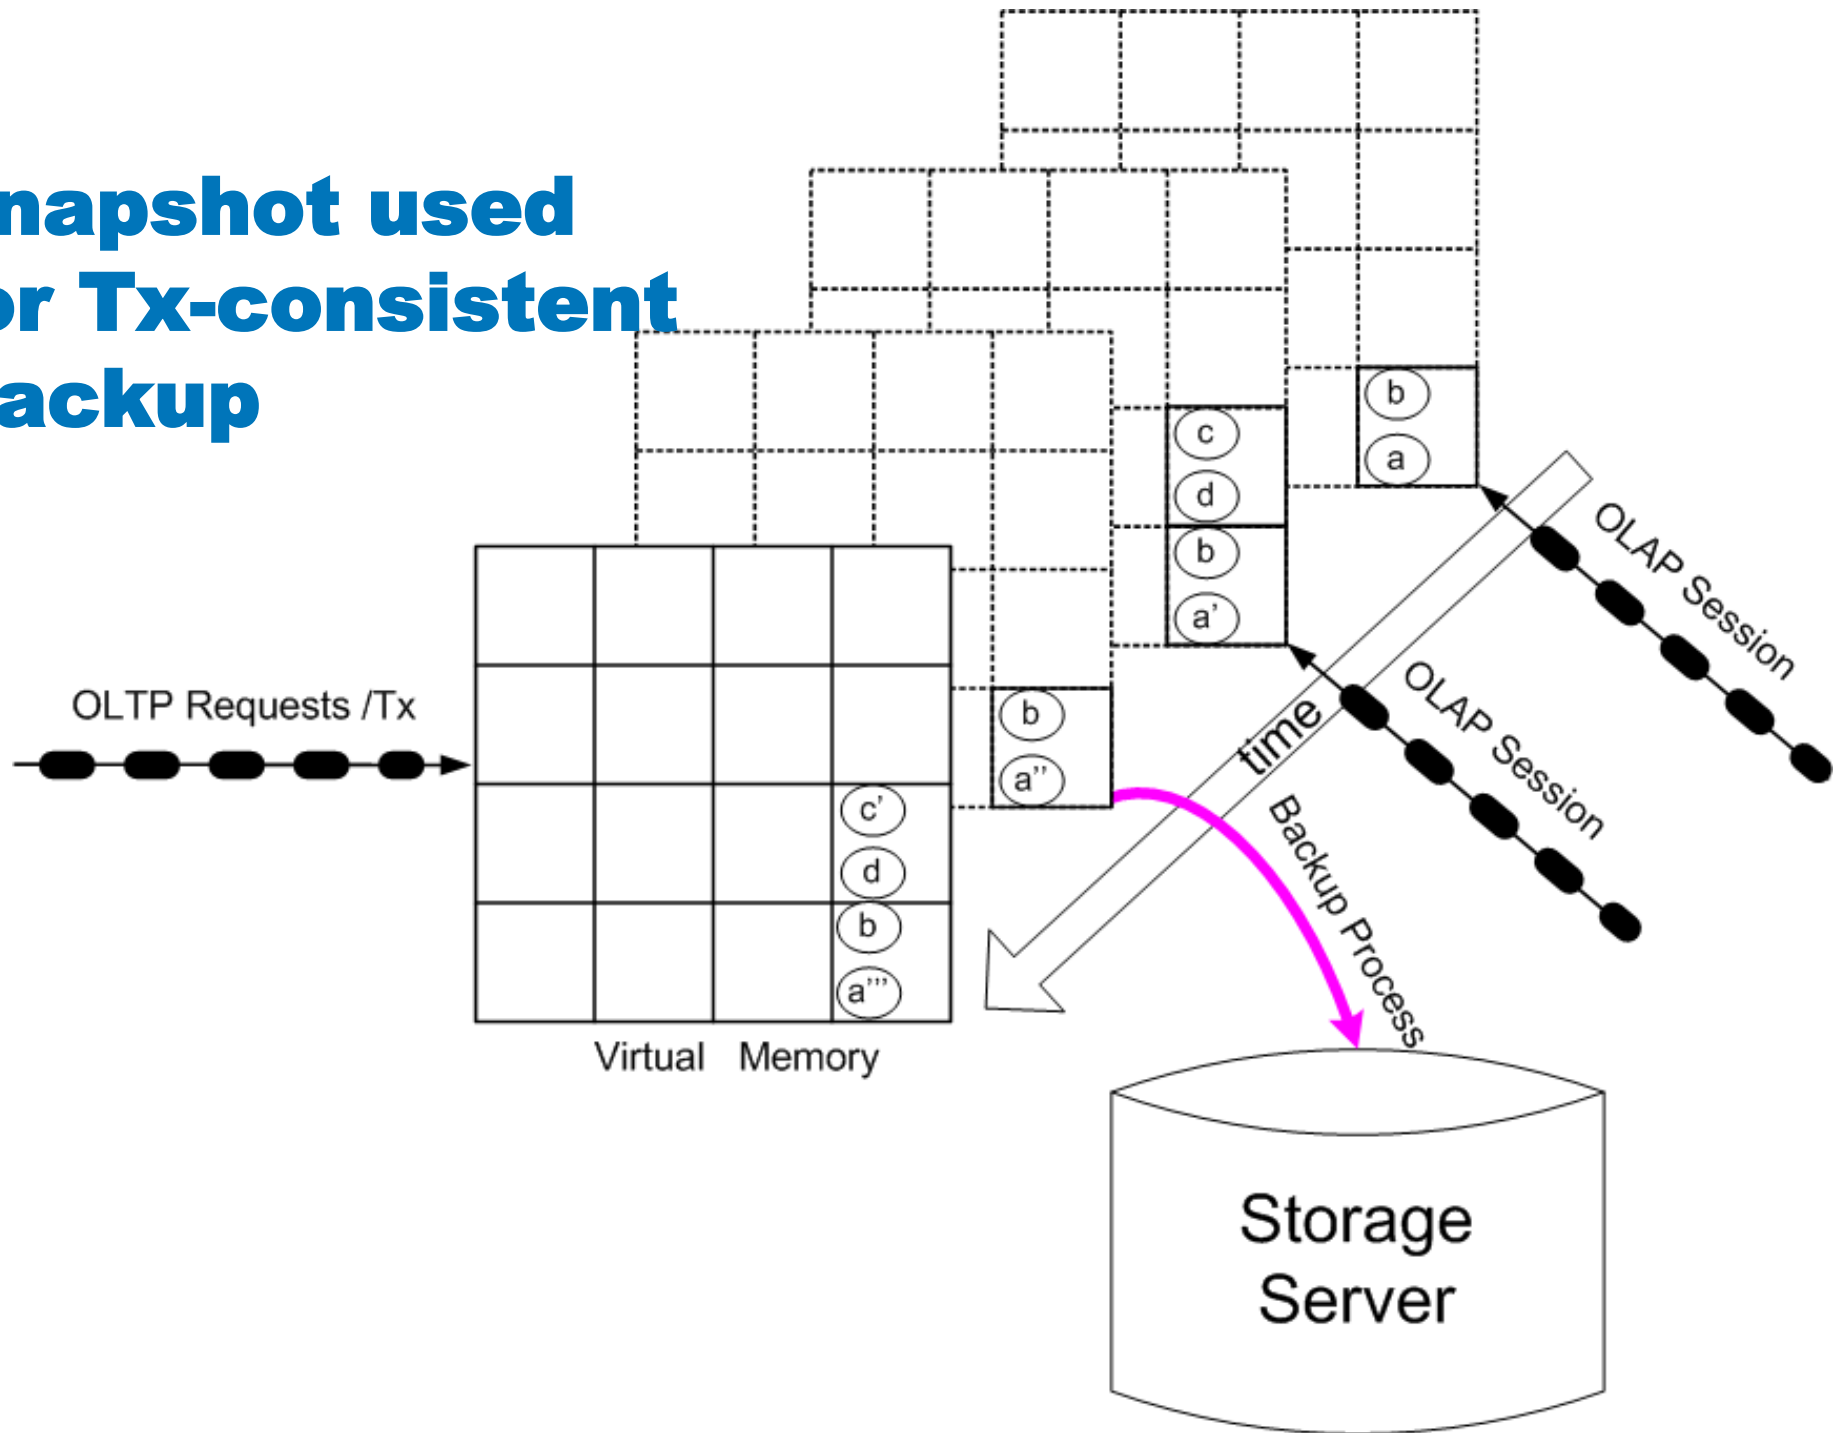 napshot used
or Tx-consistent
ackup
b
a
c
d
b
a'
OLAP Session
OLAP Session
time
OLTP Requests /Tx
b
a''
c'
d
b
a'''
Backup Process
Virtual Memory
Storage
Server